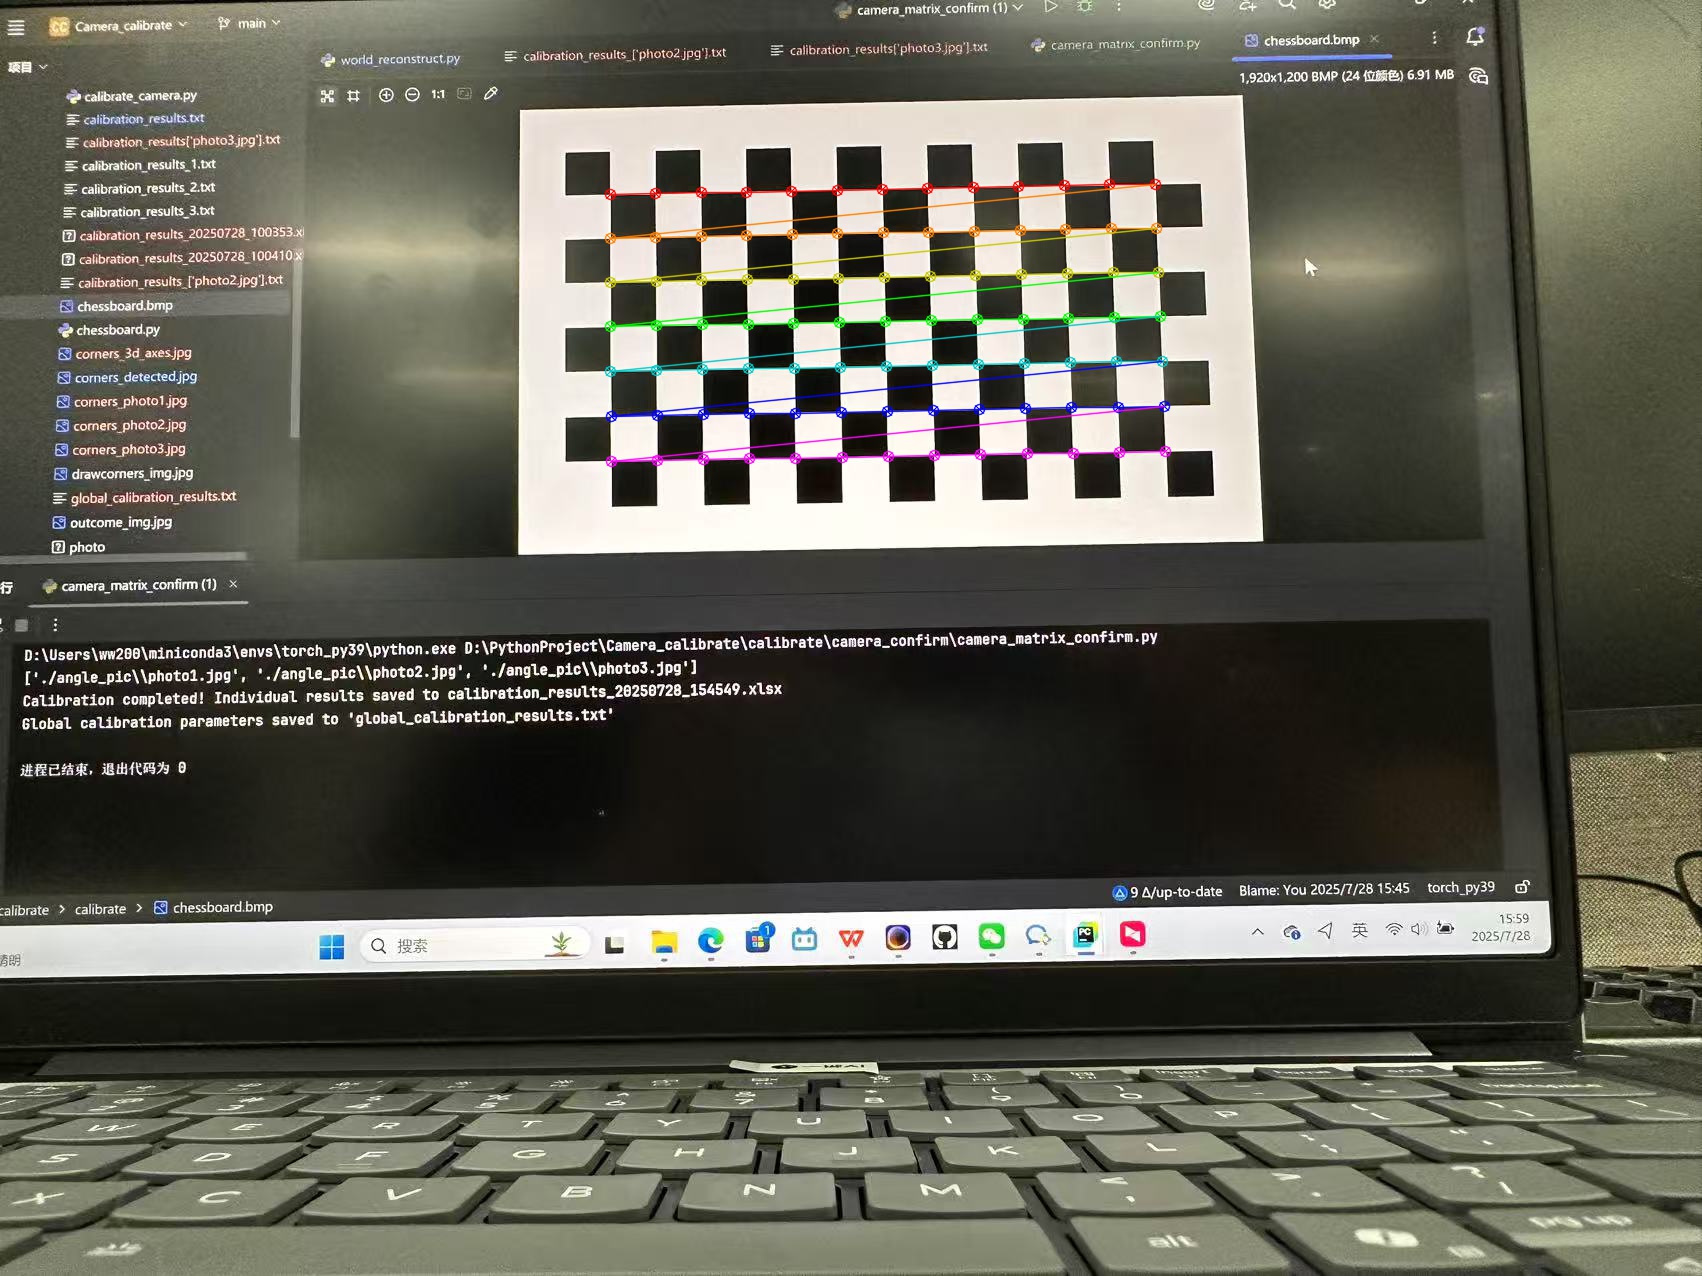 CC Camera_calibrate main
camera_matrix_confirm (1)
项目
world_reconstruct.py
calibration_results_['photo2.jpg'].txt
calibration_results['photo3.jpg'].txt
camera_matrix_confirm.py
chessboard.bmp
1:1
1,920x1,200 BMP (24 位颜色) 6.91 MB
calibrate_camera.py
calibration_results.txt
calibration_results['photo3.jpg'].txt
calibration_results_1.txt
calibration_results_2.txt
calibration_results_3.txt
calibration_results_20250728_100353.x
calibration_results_20250728_100410.x
calibration_results_['photo2.jpg'].txt
chessboard.bmp
chessboard.py
corners_3d_axes.jpg
corners_detected.jpg
corners_photo1.jpg
corners_photo2.jpg
corners_photo3.jpg
drawcorners_img.jpg
global_calibration_results.txt
outcome_img.jpg
photo
行 camera_matrix_confirm (1)
D:\Users\ww200\miniconda3\envs\torch_py39\python.exe D:\PythonProject\Camera_calibrate\calibrate\camera_confirm\camera_matrix_confirm.py
['./angle_pic\\photo1.jpg', './angle_pic\\photo2.jpg', './angle_pic\\photo3.jpg']
Calibration completed! Individual results saved to calibration_results_20250728_154549.xlsx
Global calibration parameters saved to 'global_calibration_results.txt'
进程已结束，退出代码为 0
calibrate > calibrate > chessboard.bmp
9 Δ/up-to-date Blame: You 2025/7/28 15:45 torch_py39
晴朗
搜索
1
PC
英
15:59
2025/7/28
W E R T Y U I O P
S D F G H J K L
X C V B N M
alt
pg up